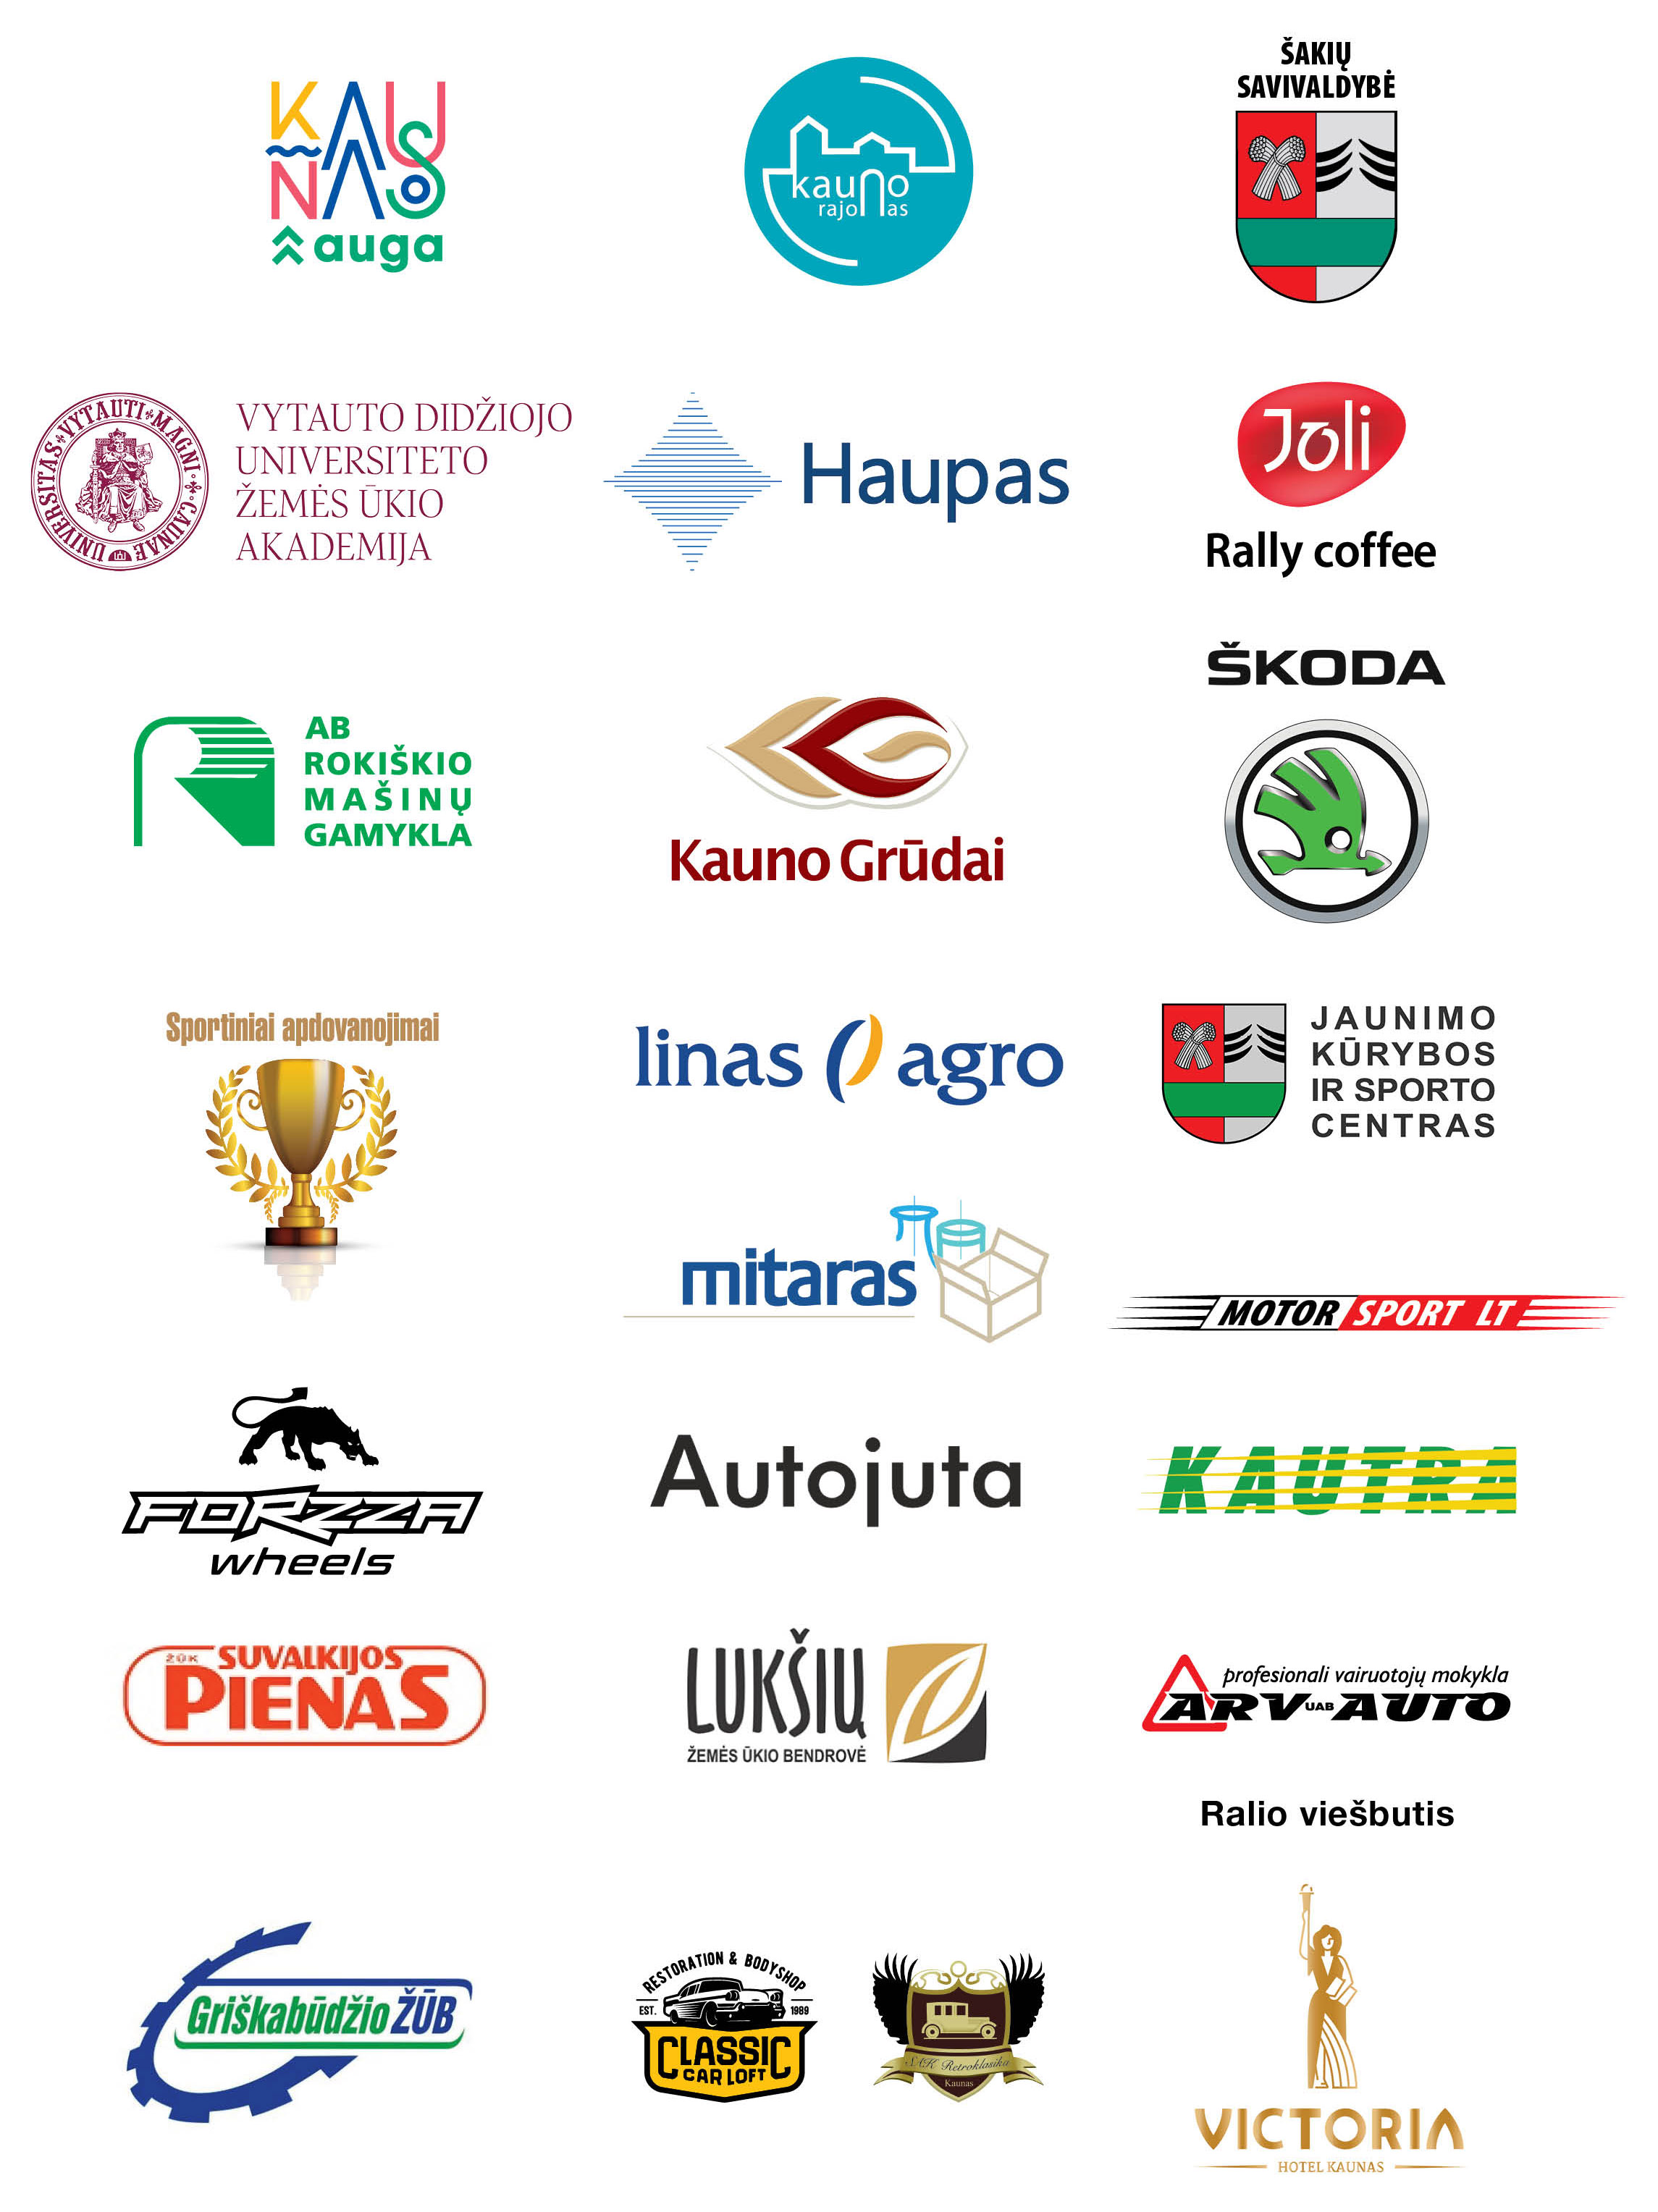 KAUNAS
auga
kauno
rajonas
ŠAKIŲ
SAVIVALDYBĖ
UNIVERSITAS VYTAUTI MAGNI CAUNAE
VYTAUTO DIDŽIOJO
UNIVERSITETO
ŽEMĖS ŪKIO
AKADEMIJA
Haupas
Joli
Rally coffee
AB
ROKIŠKIO
MAŠINŲ
GAMYKLA
Kauno Grūdai
ŠKODA
Sportiniai apdovanojimai
linas agro
JAUNIMO
KŪRYBOS
IR SPORTO
CENTRAS
mitaras
MOTORSPORT LT
FORZZA
wheels
Autojuta
KAUTRA
ŽŪK SUVALKIJOS
PIENAS
LUKŠIŲ
ŽEMĖS ŪKIO BENDROVĖ
profesionali vairuotojų mokykla
ARV UAB AUTO
Griškabūdžio ŽŪB
RESTORATION & BODYSHOP
EST. 1989
CLASSIC
CAR LOFT
SAK Retroklasika
Kaunas
Ralio viešbutis
VICTORIA
HOTEL KAUNAS